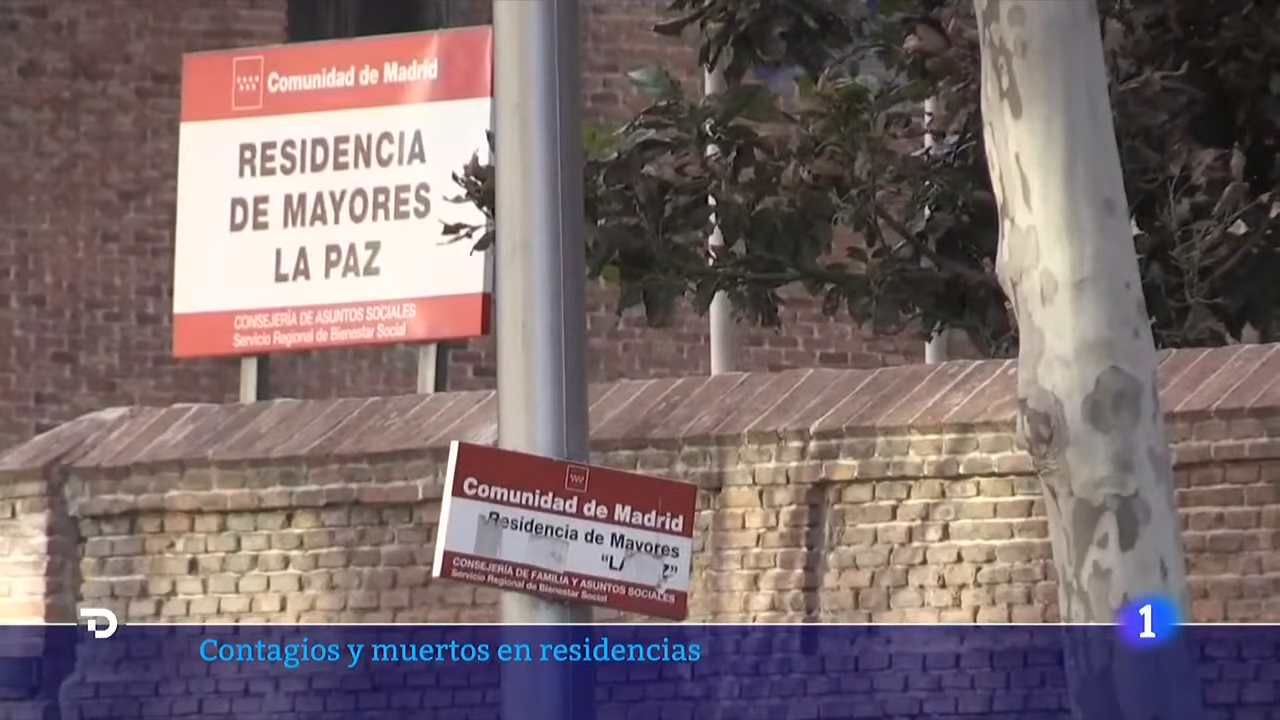 Comunidad de Madrid
RESIDENCIA
DE MAYORES
LA PAZ
CONSEJERÍA DE ASUNTOS SOCIALES
Servicio Regional de Bienestar Social
Comunidad de Madrid
Residencia de Mayores
CONSEJERÍA DE FAMILIA Y ASUNTOS SOCIALES
Servicio Regional de Bienestar Social
Contagios y muertos en residencias
1